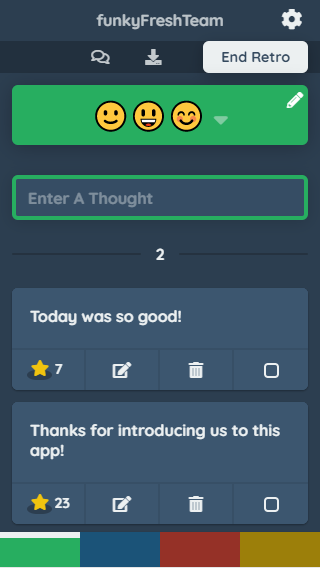 funkyFreshTeam
End Retro
Enter A Thought
2
Today was so good!
7
Thanks for introducing us to this
app!
23